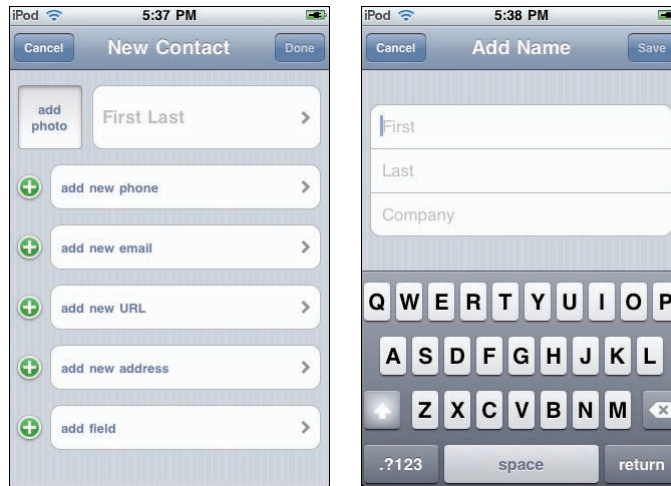 iPod 5:37 PM
Cancel New Contact Done
add
photo
First Last
add new phone
add new email
add new URL
add new address
add field
iPod 5:38 PM
Cancel Add Name Save
First
Last
Company
Q W E R T Y U I O P
A S D F G H J K L
Z X C V B N M
.?123 space return